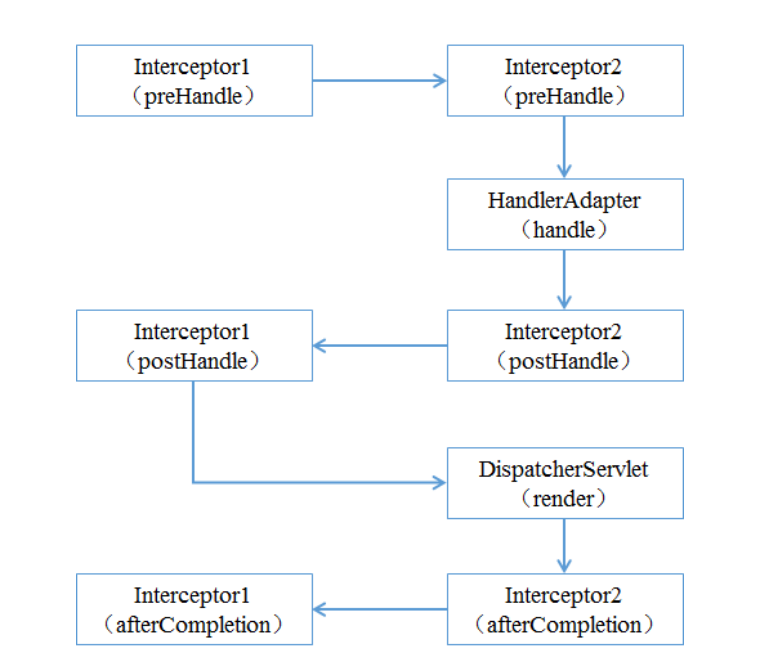 Interceptor1
（preHandle）
Interceptor2
（preHandle）
HandlerAdapter
（handle）
Interceptor1
（postHandle）
Interceptor2
（postHandle）
DispatcherServlet
（render）
Interceptor1
（afterCompletion）
Interceptor2
（afterCompletion）